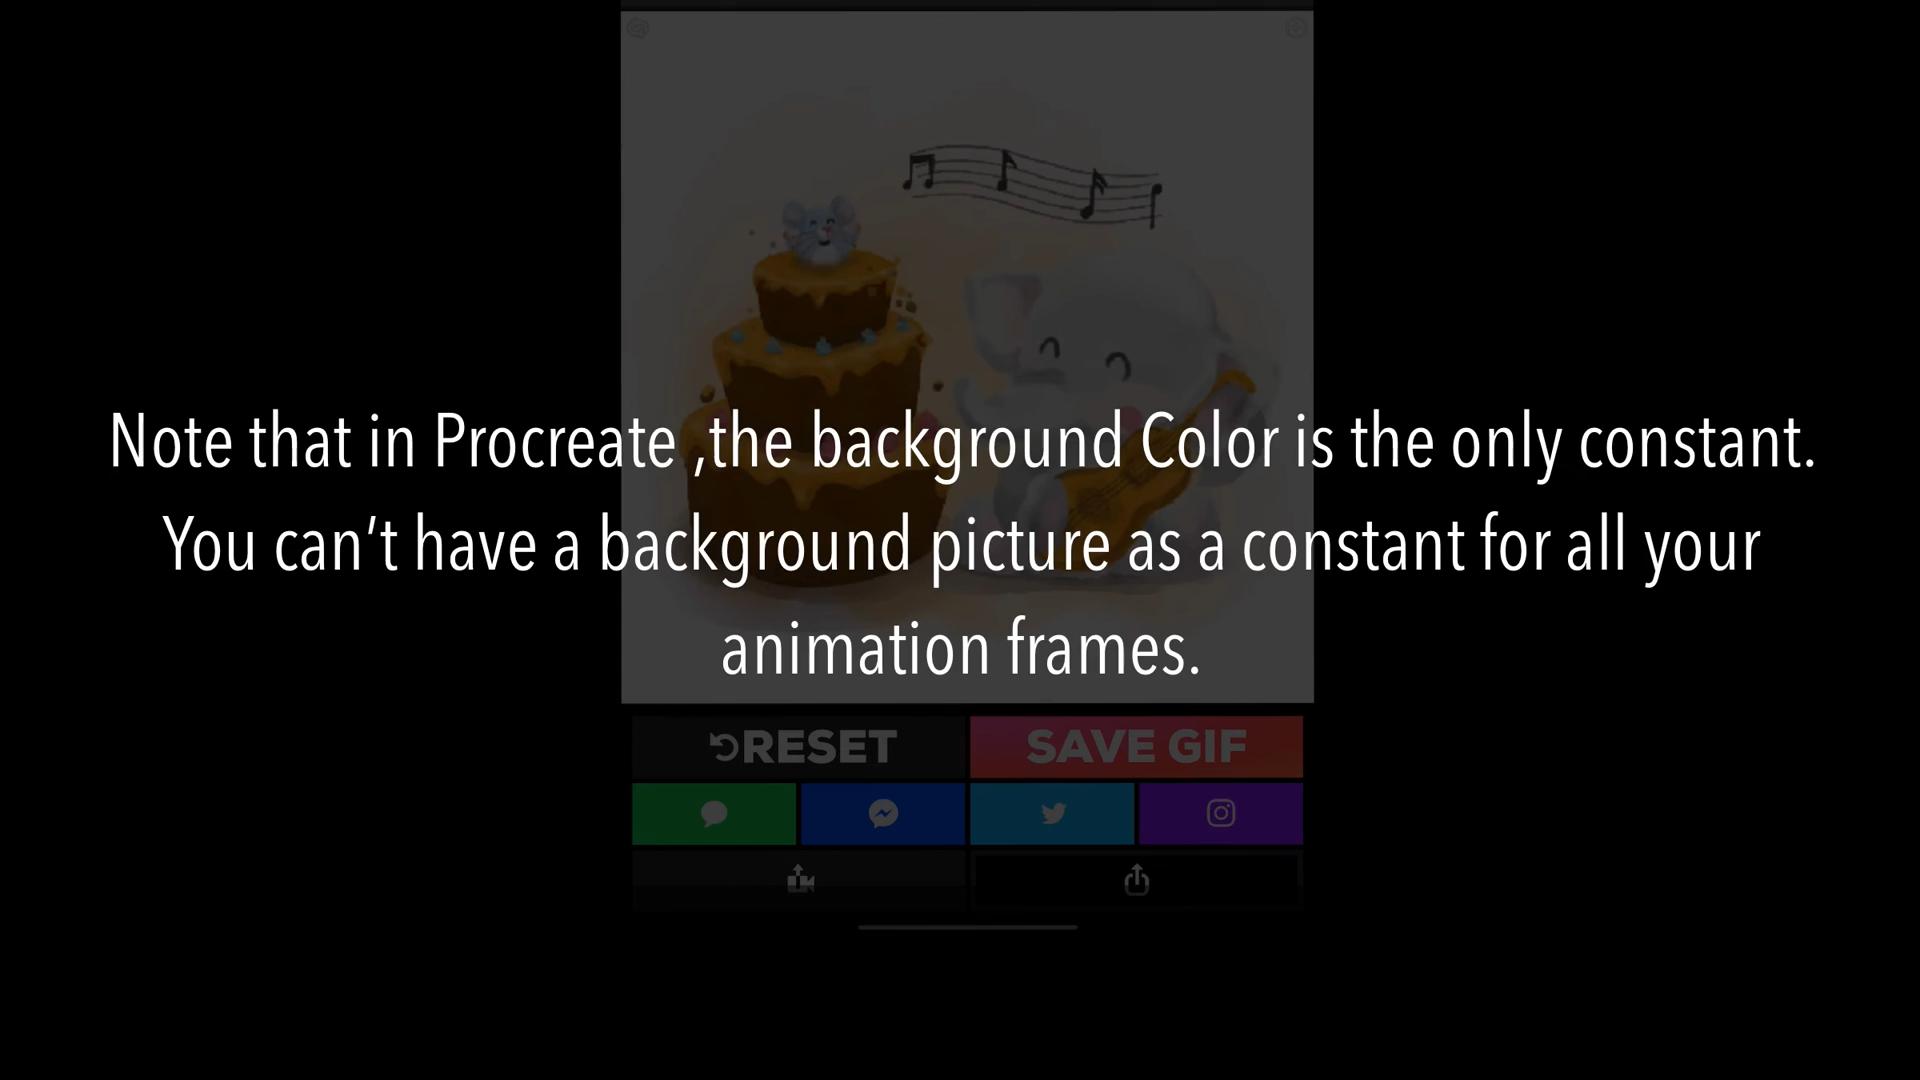 Note that in Procreate ,the background Color is the only constant.
You can’t have a background picture as a constant for all your
animation frames.
RESET
SAVE GIF